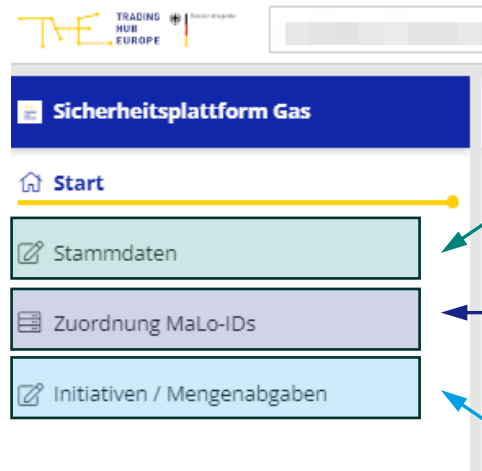 TRADING
HUB
EUROPE
Sicherheitsplattform Gas
Start
Stammdaten
Zuordnung MaLo-IDs
Initiativen / Mengenabgaben